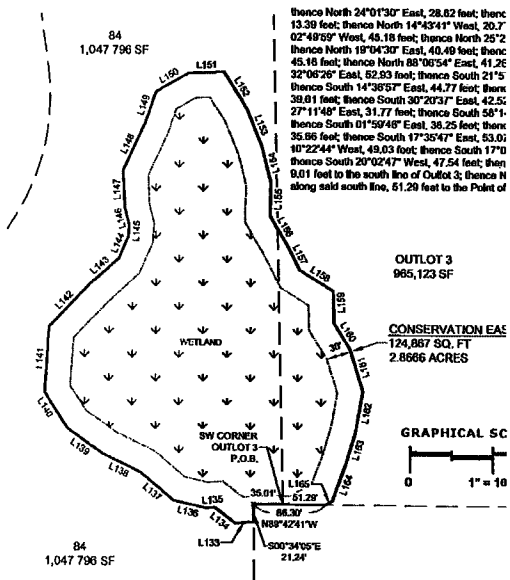 thence North 24°01'30" East, 28.62 feet; thenc
13.39 feet; thence North 14°43'41" West, 20.7
02°49'59" West, 45.18 feet; thence North 25°2
thence North 19°04'30" East, 40.49 feet; thenc
45.16 feet; thence North 88°06'54" East, 41.26
32°06'26" East, 52.93 feet; thence South 21°5
thence South 14°36'57" East, 44.77 feet; thenc
39.61 feet; thence South 30°20'37" East, 42.52
27°11'48" East, 31.77 feet; thence South 58°1
thence South 01°59'46" East, 36.25 feet; thenc
35.66 feet; thence South 17°35'47" East, 53.07
10°22'44" West, 49.03 feet; thence South 17°0
thence South 20°02'47" West, 47.54 feet; then
9.01 feet to the south line of Outlot 3; thence N
along said south line, 51.29 feet to the Point of
84
1,047 796 SF
L151
L150
L152
L149
L153
L148
L154
L147
L155
L146
L145
L156
L144
L157
L143
L158
OUTLOT 3
965,123 SF
L142
L159
L160
CONSERVATION EAS
124,867 SQ. FT
2.8666 ACRES
WETLAND
30'
L141
L161
L140
L162
L139
L163
SW CORNER
OUTLOT 3
P.O.B.
GRAPHICAL SC
L138
L165
L164
L137
35.01'
51.29'
0
1" = 10
L136
L135
86.30'
L134
N89°42'41"W
L133
S00°34'05"E
21.24'
84
1,047 796 SF